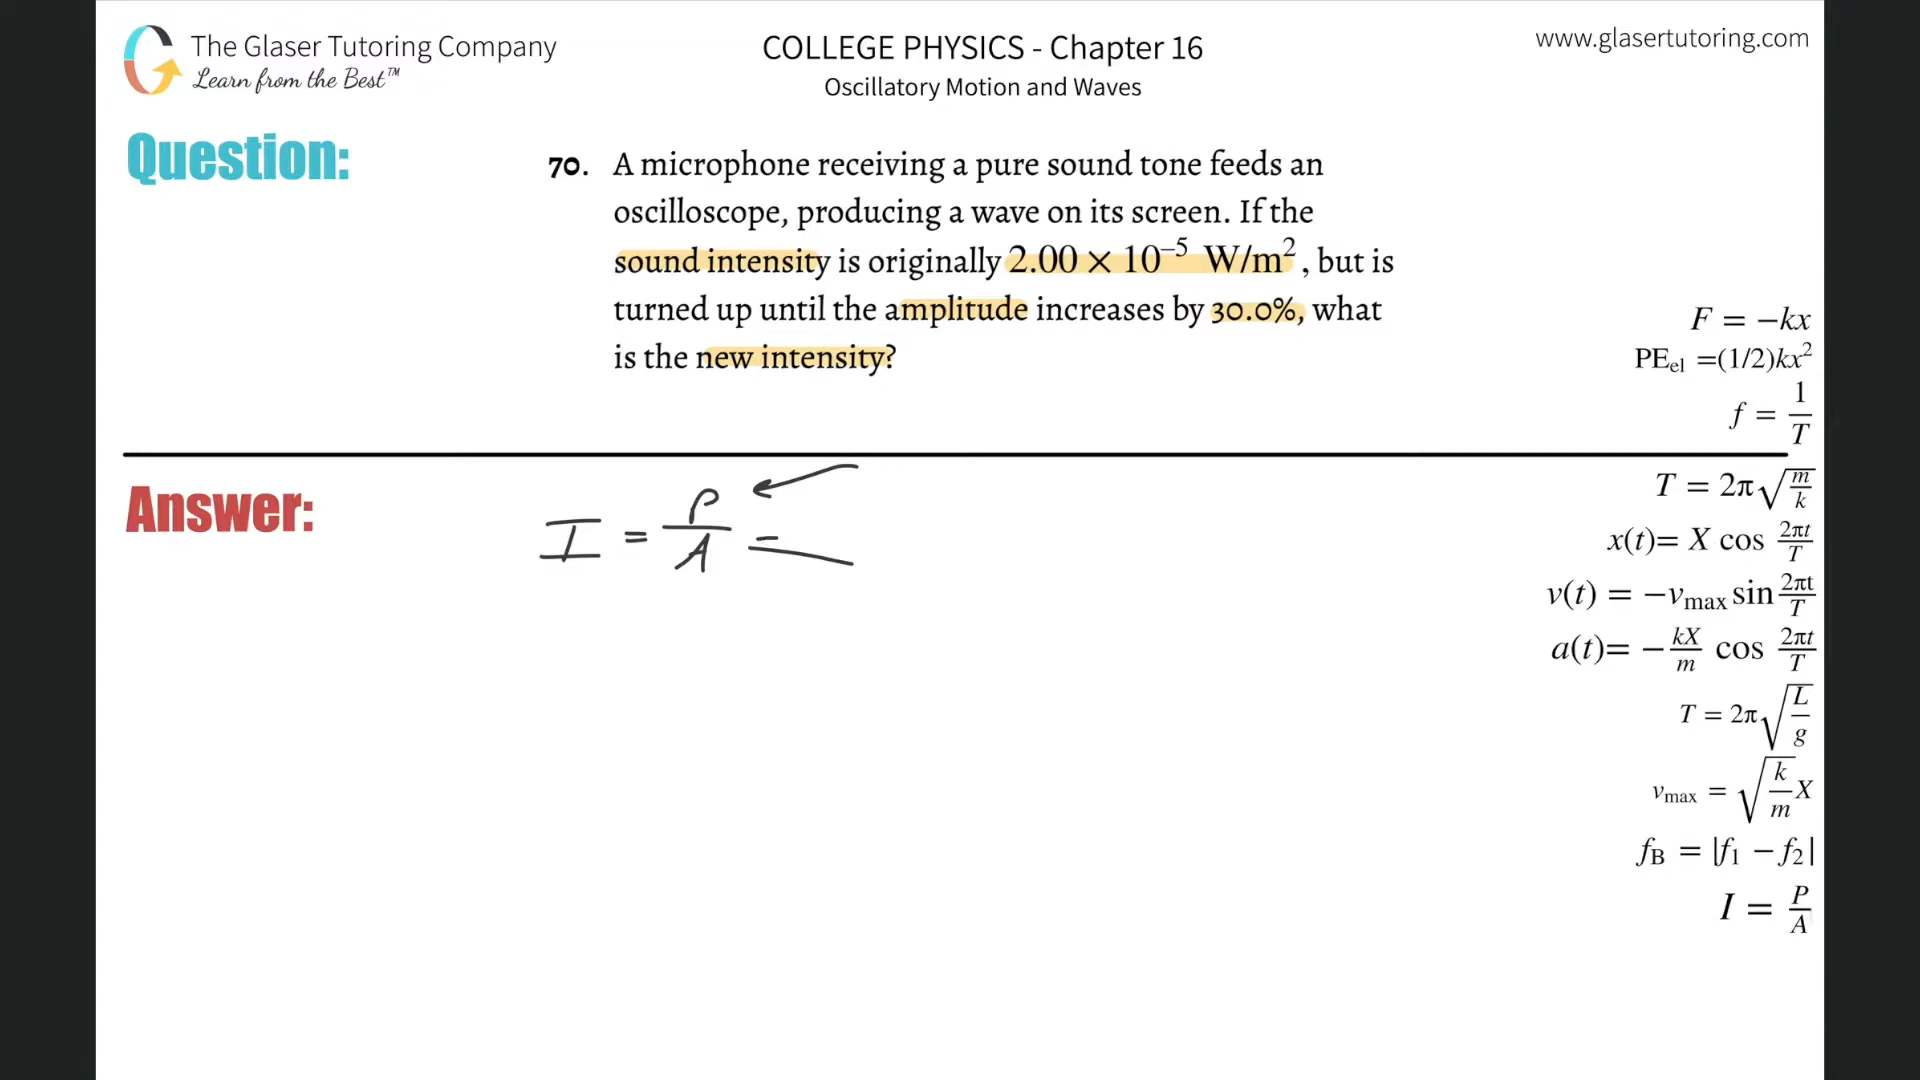 The Glaser Tutoring Company
Learn from the Best™
COLLEGE PHYSICS - Chapter 16
Oscillatory Motion and Waves
www.glasertutoring.com
Question:
70. A microphone receiving a pure sound tone feeds an
oscilloscope, producing a wave on its screen. If the
sound intensity is originally 2.00 × 10⁻⁵ W/m², but is
turned up until the amplitude increases by 30.0%, what
is the new intensity?
F = −kx
PEₑₗ =(1/2)kx²
f = 1/T
Answer:
I = P/A =
T = 2π√(m/k)
x(t)= X cos 2πt/T
v(t) = −vₘₐₓ sin 2πt/T
a(t)= −kX/m cos 2πt/T
T = 2π√(L/g)
vₘₐₓ = √(k/m)X
f_B = |f₁ − f₂|
I = P/A